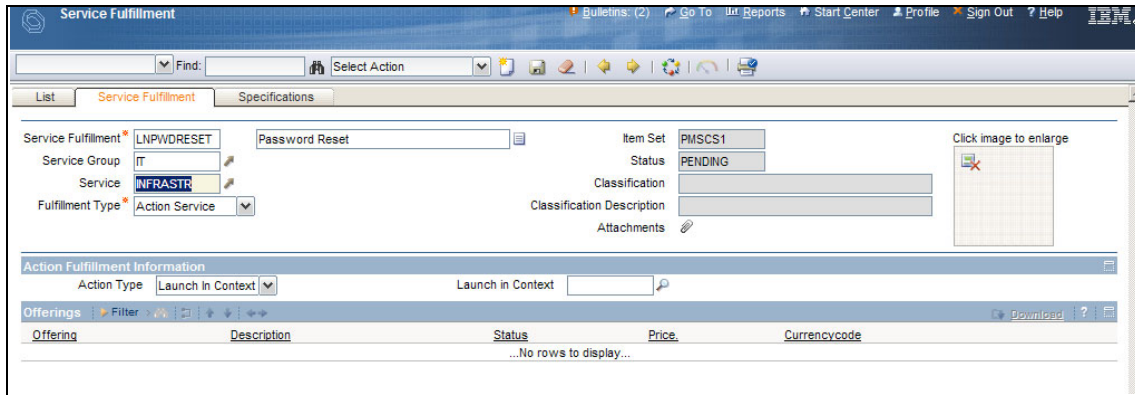 Service Fulfillment Bulletins: (2) Go To Reports Start Center Profile Sign Out ? Help IBM.
Find: Select Action
List Service Fulfillment Specifications
Service Fulfillment* LNPWDRESET Password Reset Item Set PMSCS1 Click image to enlarge
Service Group IT Status PENDING
Service INFRASTR Classification
Fulfillment Type* Action Service Classification Description
Attachments
Action Fulfillment Information
Action Type Launch In Context Launch in Context
Offerings Filter Download ?
Offering Description Status Price. Currencycode
...No rows to display...